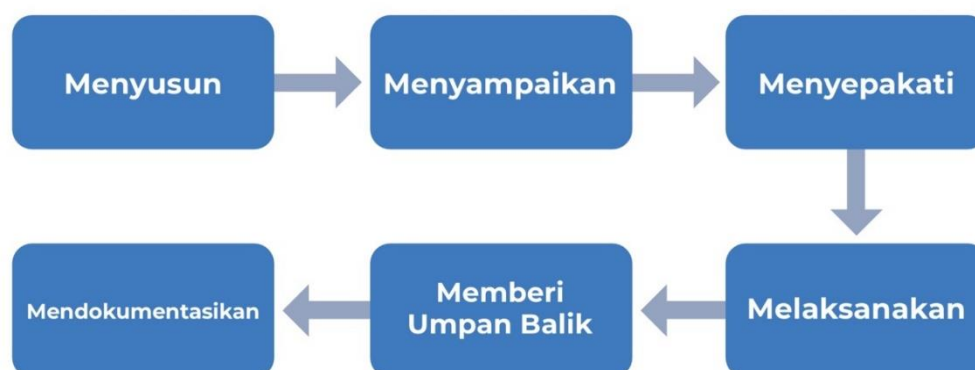 Menyusun
Menyampaikan
Menyepakati
Melaksanakan
Memberi
Umpan Balik
Mendokumentasikan